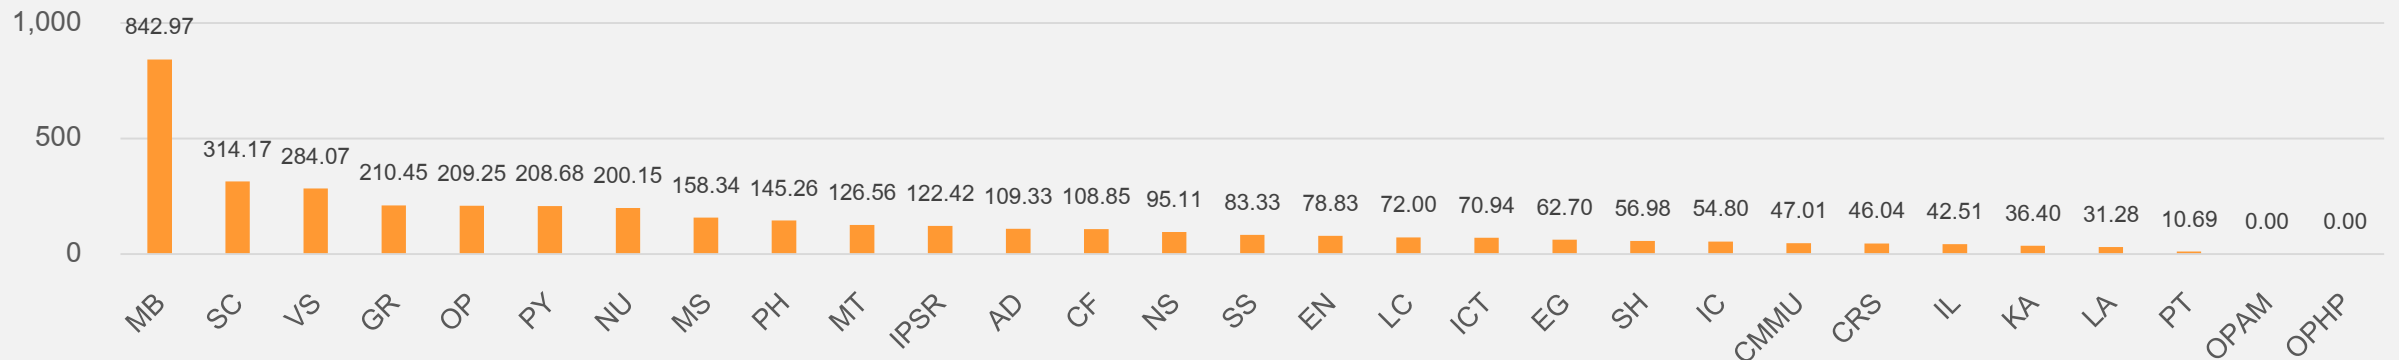 1,000
500
0
842.97
314.17
284.07
210.45
209.25
208.68
200.15
158.34
145.26
126.56
122.42
109.33
108.85
95.11
83.33
78.83
72.00
70.94
62.70
56.98
54.80
47.01
46.04
42.51
36.40
31.28
10.69
0.00
0.00
MB
SC
VS
GR
OP
PY
NU
MS
PH
MT
IPSR
AD
CF
NS
SS
EN
LC
ICT
EG
SH
IC
CMMU
CRS
IL
KA
LA
PT
OPAM
OPHP